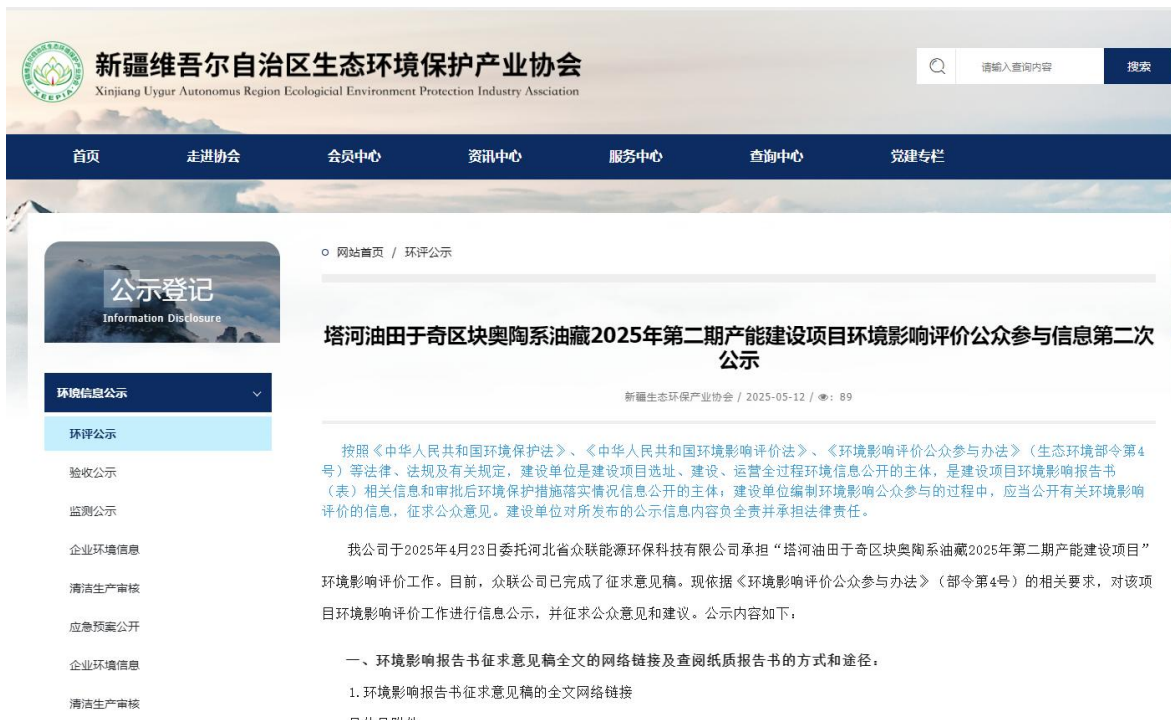 新疆维吾尔自治区生态环境保护产业协会
Xinjiang Uygur Autonomus Region Ecologicial Environment Protection Industry Assciation
请输入查询内容
搜索
首页
走进协会
会员中心
资讯中心
服务中心
查询中心
党建专栏
公示登记
Information Disclosure
环境信息公示
环评公示
验收公示
监测公示
企业环境信息
清洁生产审核
应急预案公开
企业环境信息
清洁生产审核
网站首页 / 环评公示
塔河油田于奇区块奥陶系油藏2025年第二期产能建设项目环境影响评价公众参与信息第二次
公示
新疆生态环保产业协会 / 2025-05-12 / : 89
按照《中华人民共和国环境保护法》、《中华人民共和国环境影响评价法》、《环境影响评价公众参与办法》（生态环境部令第4
号）等法律、法规及有关规定，建设单位是建设项目选址、建设、运营全过程环境信息公开的主体，是建设项目环境影响报告书
（表）相关信息和审批后环境保护措施落实情况信息公开的主体；建设单位编制环境影响公众参与的过程中，应当公开有关环境影响
评价的信息，征求公众意见。建设单位对所发布的公示信息内容负全责并承担法律责任。
我公司于2025年4月23日委托河北省众联能源环保科技有限公司承担“塔河油田于奇区块奥陶系油藏2025年第二期产能建设项目”
环境影响评价工作。目前，众联公司已完成了征求意见稿。现依据《环境影响评价公众参与办法》（部令第4号）的相关要求，对该项
目环境影响评价工作进行信息公示，并征求公众意见和建议。公示内容如下：
一、环境影响报告书征求意见稿全文的网络链接及查阅纸质报告书的方式和途径：
1.环境影响报告书征求意见稿的全文网络链接